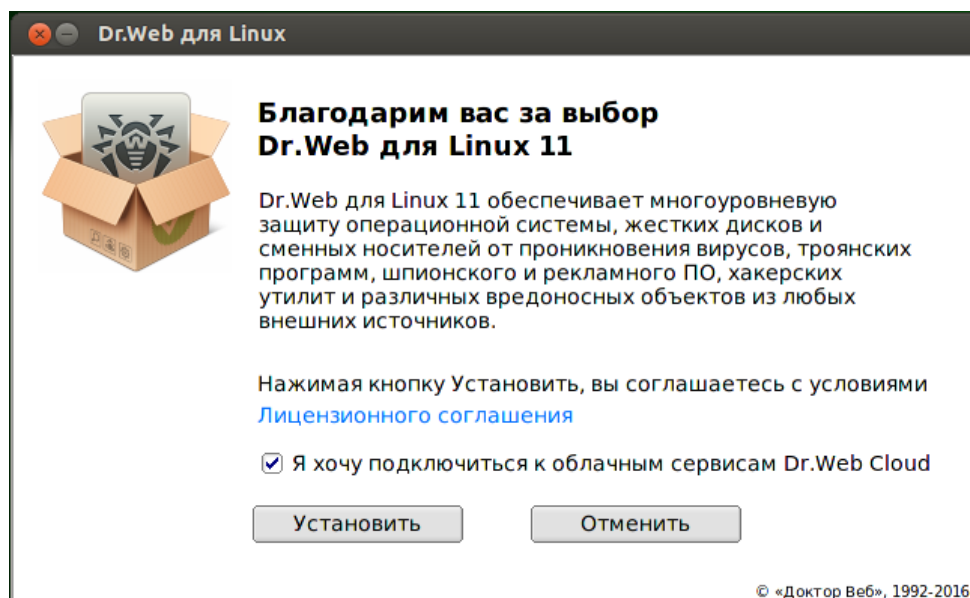 Dr.Web для Linux
Благодарим вас за выбор
Dr.Web для Linux 11
Dr.Web для Linux 11 обеспечивает многоуровневую
защиту операционной системы, жестких дисков и
сменных носителей от проникновения вирусов, троянских
программ, шпионского и рекламного ПО, хакерских
утилит и различных вредоносных объектов из любых
внешних источников.
Нажимая кнопку Установить, вы соглашаетесь с условиями
Лицензионного соглашения
Я хочу подключиться к облачным сервисам Dr.Web Cloud
Установить
Отменить
© «Доктор Веб», 1992-2016